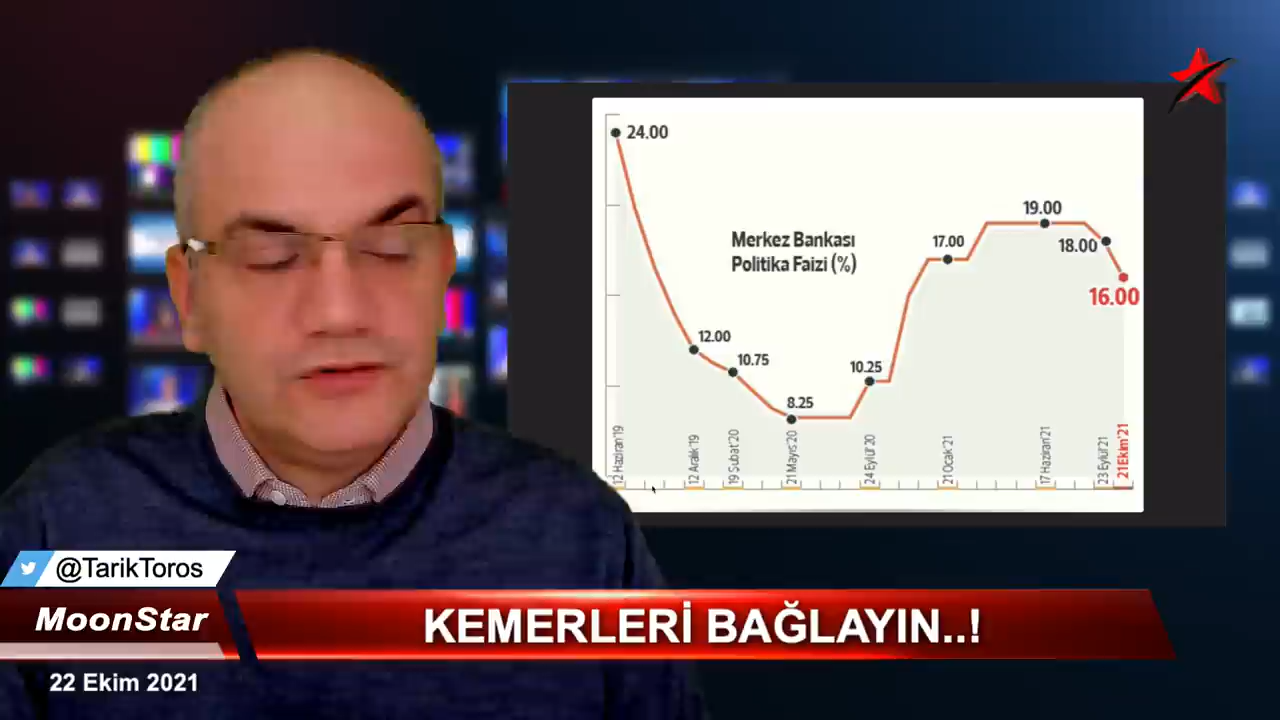 24.00
Merkez Bankası
Politika Faizi (%)
12.00
10.75
8.25
10.25
17.00
19.00
18.00
16.00
12 Haziran'19
12 Aralık'19
19 Şubat'20
21 Mayıs'20
24 Eylül'20
21 Ocak'21
17 Haziran'21
23 Eylül'21
21Ekim'21
@TarikToros
MoonStar
KEMERLERİ BAĞLAYIN..!
22 Ekim 2021